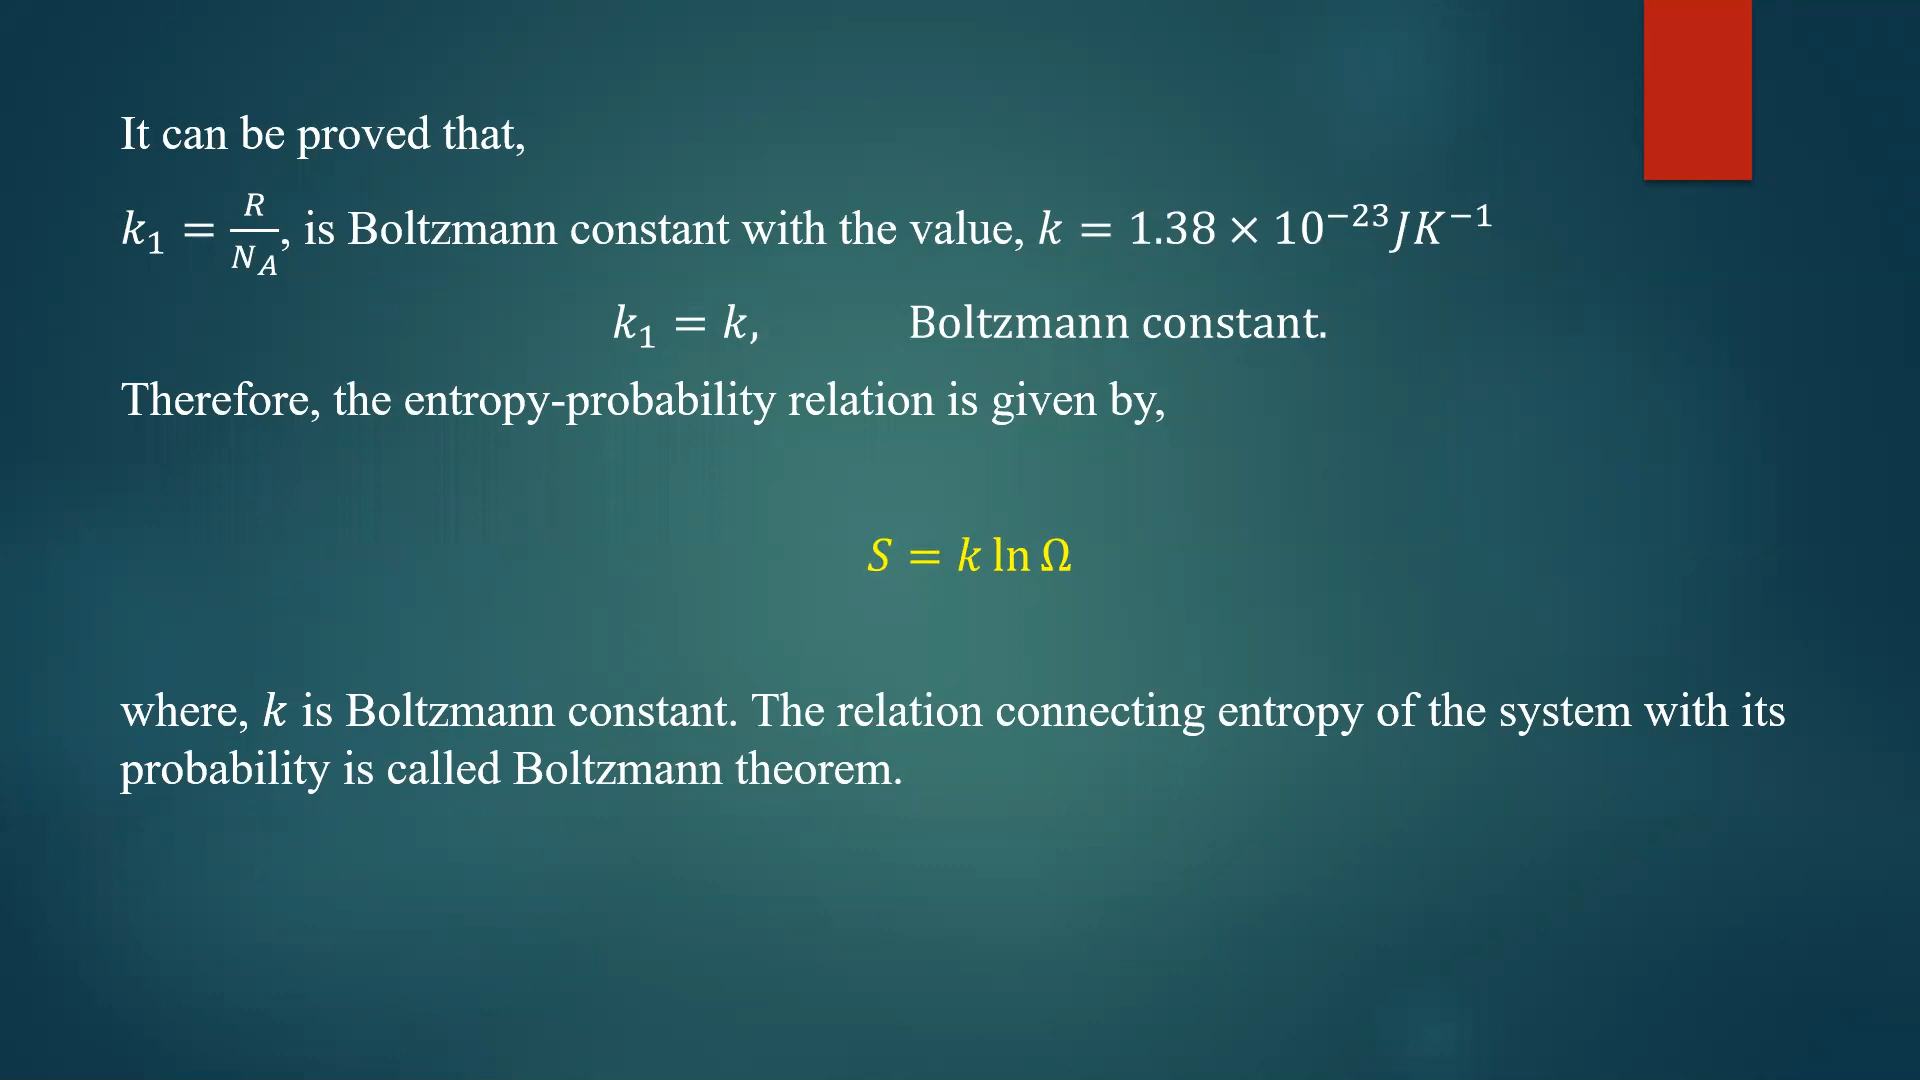 It can be proved that,
k₁ = R/N_A, is Boltzmann constant with the value, k = 1.38 × 10⁻²³JK⁻¹
k₁ = k, Boltzmann constant.
Therefore, the entropy-probability relation is given by,
S = k ln Ω
where, k is Boltzmann constant. The relation connecting entropy of the system with its
probability is called Boltzmann theorem.